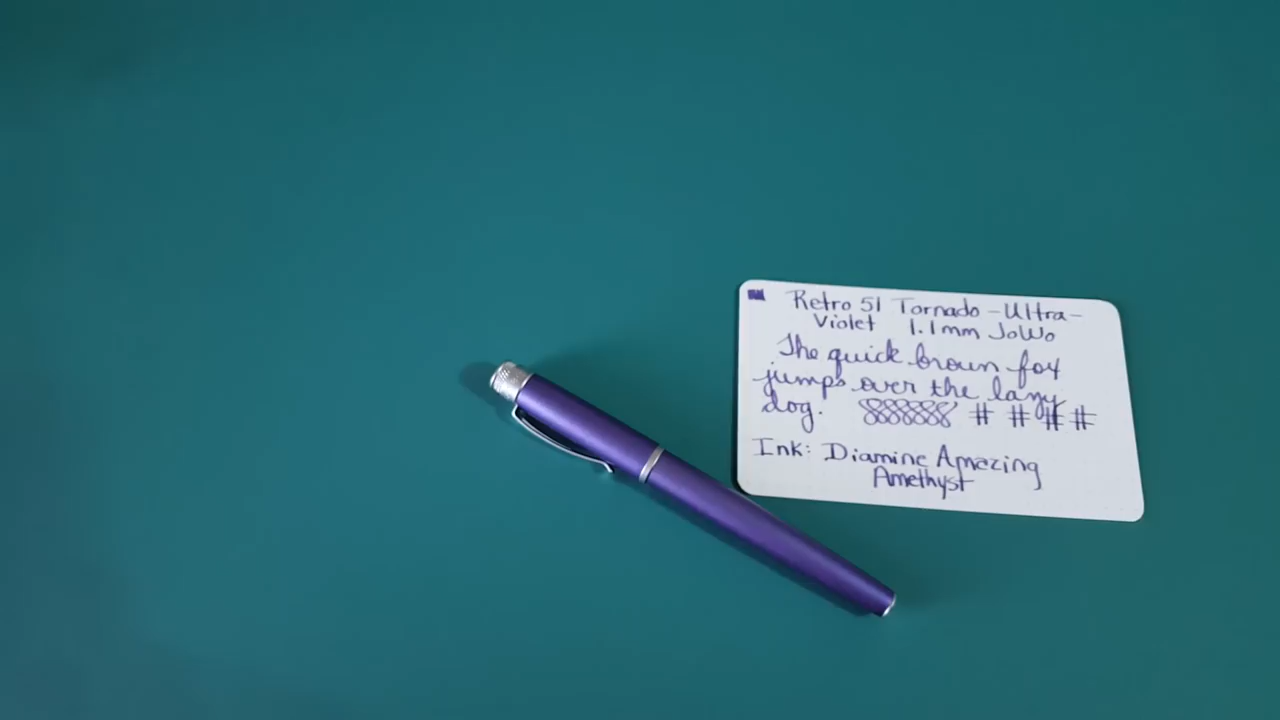 Retro 51 Tornado - Ultra-
Violet 1.1mm JoWo
The quick brown fox
jumps over the lazy
dog. # # # #
Ink: Diamine Amazing
Amethyst